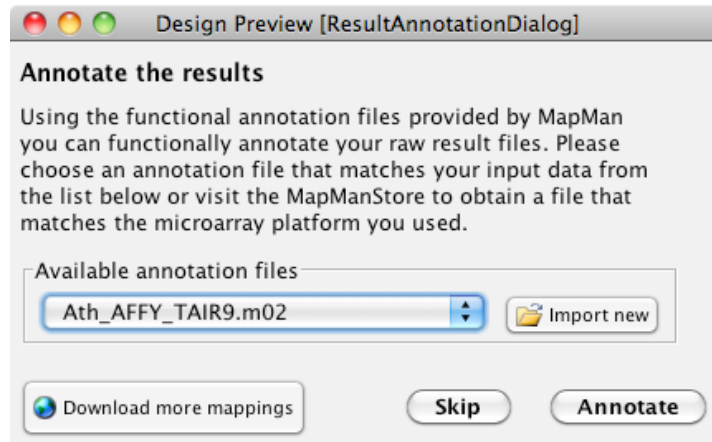 Design Preview [ResultAnnotationDialog]
Annotate the results
Using the functional annotation files provided by MapMan
you can functionally annotate your raw result files. Please
choose an annotation file that matches your input data from
the list below or visit the MapManStore to obtain a file that
matches the microarray platform you used.
Available annotation files
Ath_AFFY_TAIR9.m02
Import new
Download more mappings
Skip
Annotate